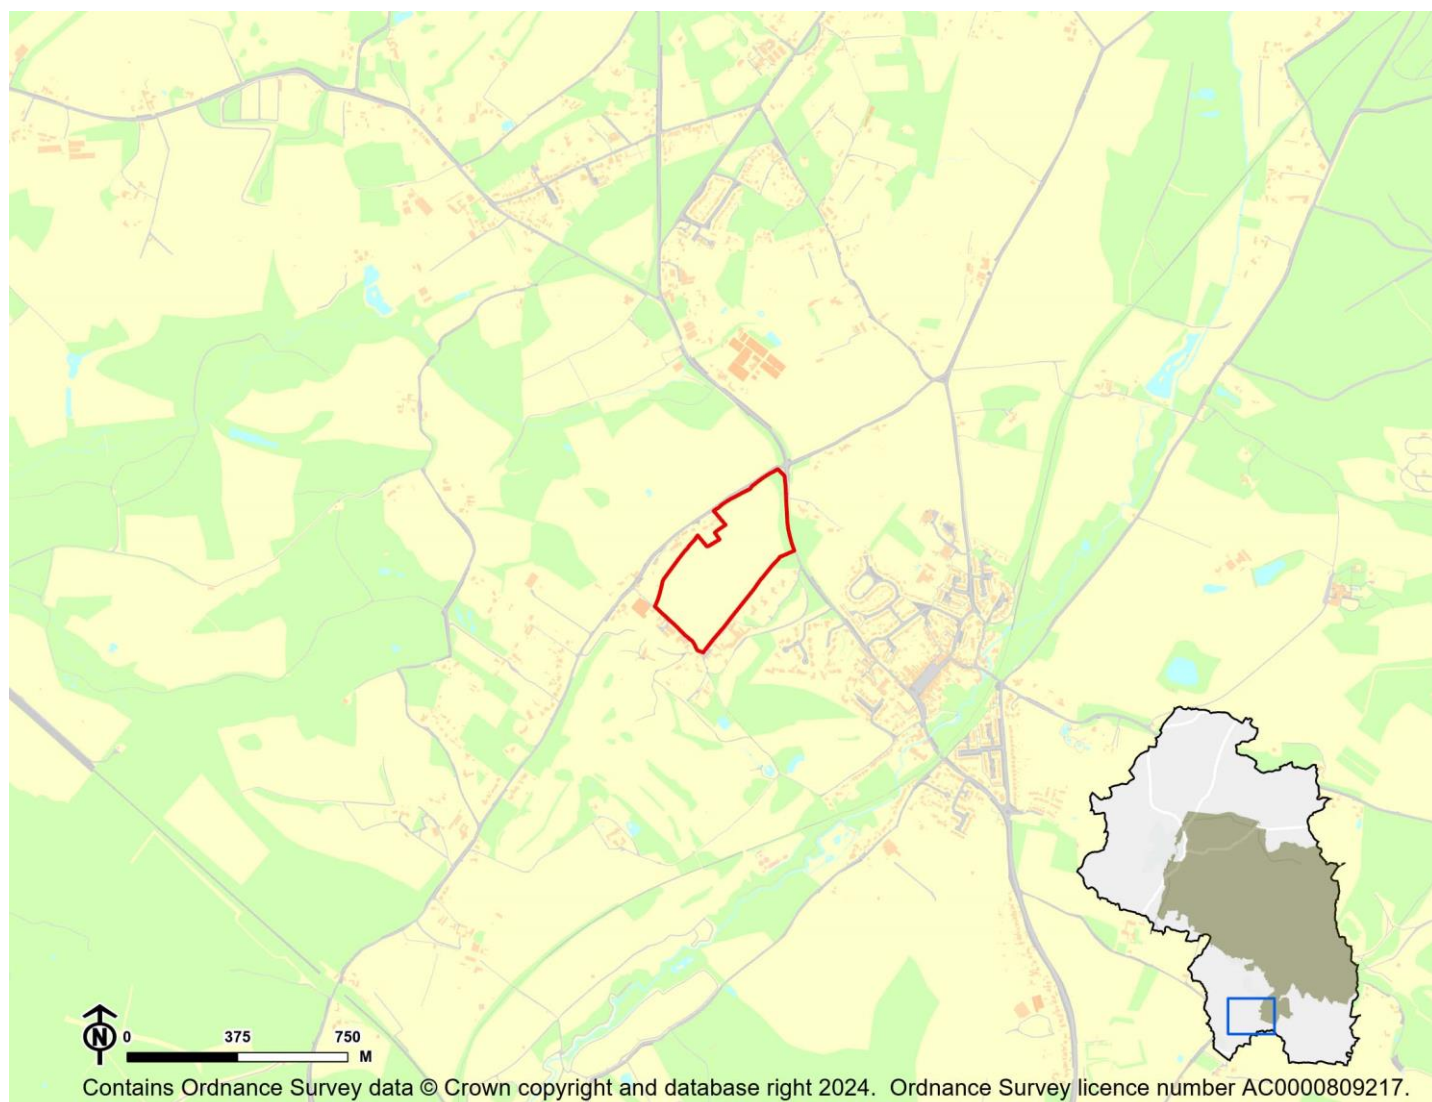 N
0 375 750
M
Contains Ordnance Survey data © Crown copyright and database right 2024. Ordnance Survey licence number AC0000809217.